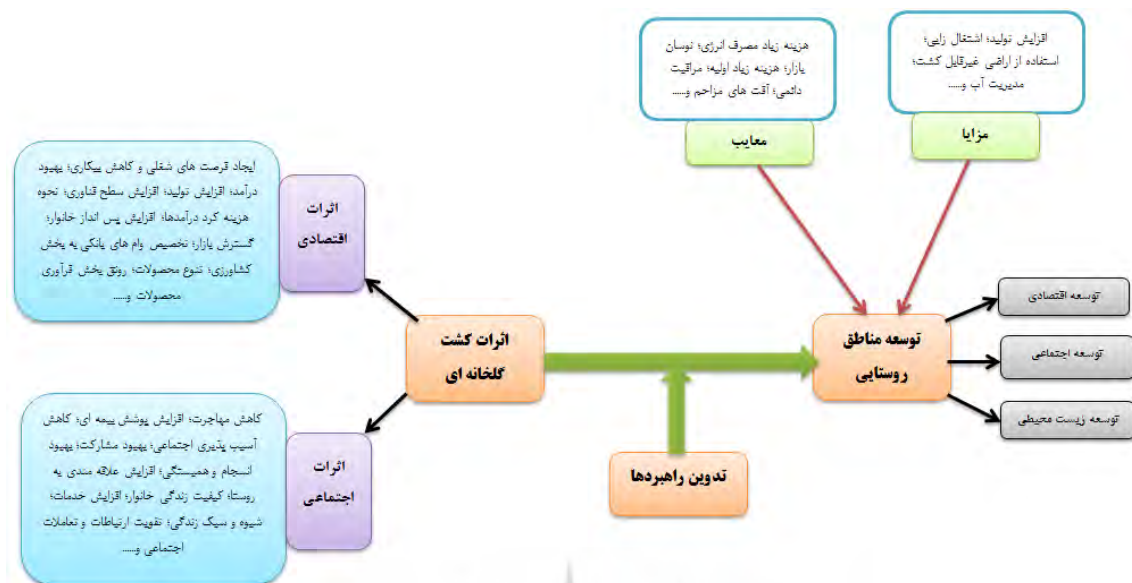 افزایش تولید؛ اشتغال زایی؛
استفاده از اراضی غیرقابل کشت؛
مدیریت آب و.....
مزایا
هزینه زیاد مصرف انرژی؛ نوسان
بازار؛ هزینه زیاد اولیه؛ مراقبت
دائمی؛ آفت های مزاحم و.....
معایب
ایجاد فرصت های شغلی و کاهش بیکاری؛ بهبود
درآمد؛ افزایش تولید؛ افزایش سطح فناوری؛ نحوه
هزینه کرد درآمدها؛ افزایش پس انداز خانوار؛
گسترش بازار؛ تخصیص وام های بانکی به بخش
کشاورزی؛ تنوع محصولات؛ رونق بخش فرآوری
محصولات و.....
اثرات
اقتصادی
اثرات کشت
گلخانه ای
توسعه مناطق
روستایی
توسعه اقتصادی
توسعه اجتماعی
توسعه زیست محیطی
تدوین راهبردها
اثرات
اجتماعی
کاهش مهاجرت؛ افزایش پوشش بیمه ای؛ کاهش
آسیب پذیری اجتماعی؛ بهبود مشارکت؛ بهبود
انسجام و همبستگی؛ افزایش علاقه مندی به
روستا؛ کیفیت زندگی خانوار؛ افزایش خدمات؛
شیوه و سبک زندگی؛ تقویت ارتباطات و تعاملات
اجتماعی و.....